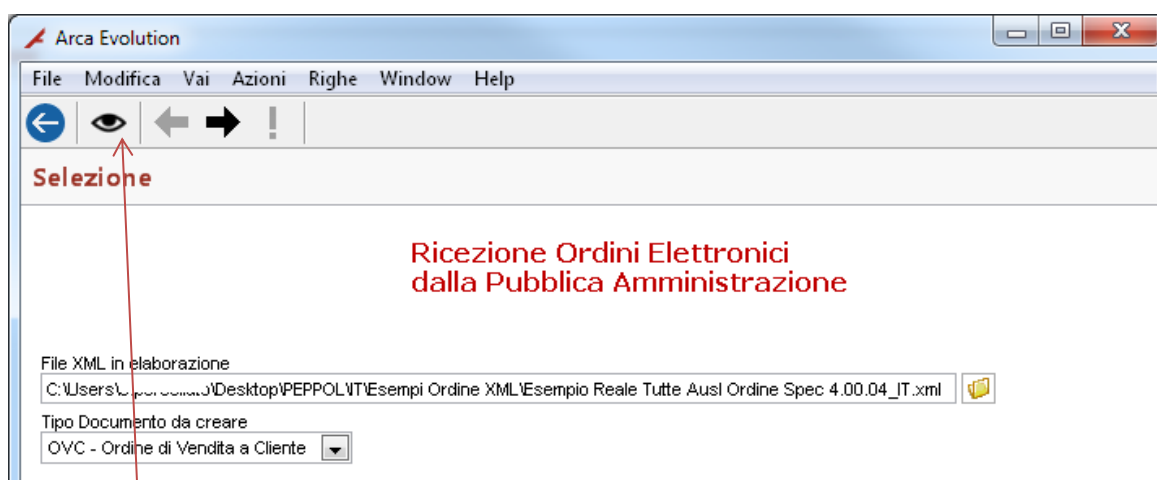 Arca Evolution
File Modifica Vai Azioni Righe Window Help
Selezione
Ricezione Ordini Elettronici
dalla Pubblica Amministrazione
File XML in elaborazione
C:\Users\ \Desktop\PEPPOL\IT\Esempi Ordine XML\Esempio Reale Tutte Ausl Ordine Spec 4.00.04_IT.xml
Tipo Documento da creare
OVC - Ordine di Vendita a Cliente